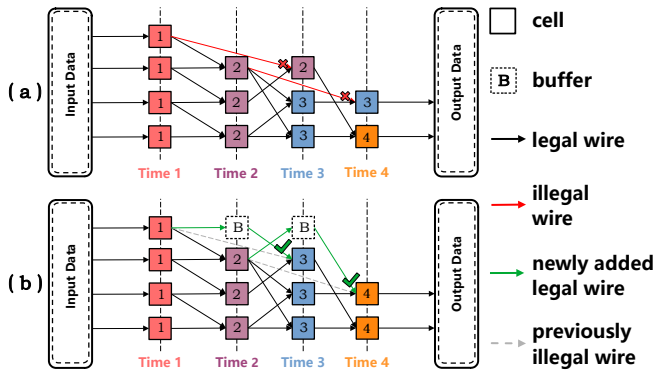 (a)
Input Data
1
1 2 2
1 2 3 3
1 3 4
Time 1 Time 2 Time 3 Time 4
Output Data
cell
B buffer
legal wire
illegal
wire
newly added
legal wire
previously
illegal wire
(b)
Input Data
1 B B
1 2 3
1 2 3 4
1 2 3 4
Time 1 Time 2 Time 3 Time 4
Output Data